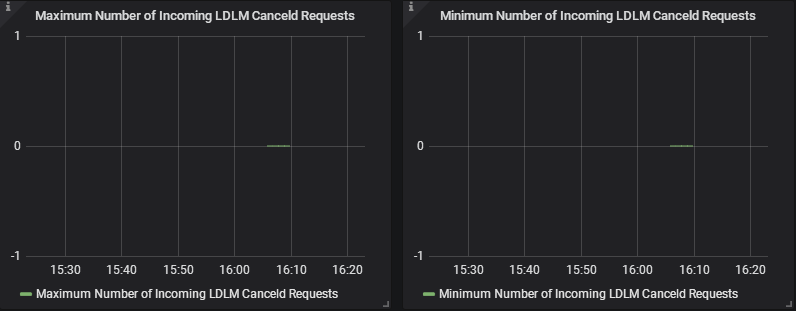 Maximum Number of Incoming LDLM Canceld Requests
1
0
-1
15:30 15:40 15:50 16:00 16:10 16:20
Maximum Number of Incoming LDLM Canceld Requests
Minimum Number of Incoming LDLM Canceld Requests
1
0
-1
15:30 15:40 15:50 16:00 16:10 16:20
Minimum Number of Incoming LDLM Canceld Requests